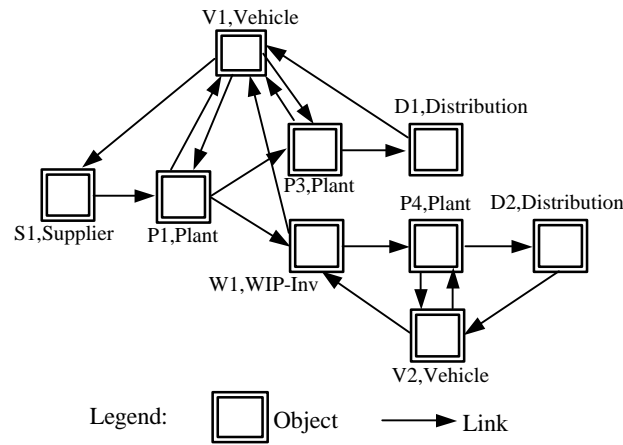 V1,Vehicle
D1,Distribution
P3,Plant
P4,Plant
D2,Distribution
S1,Supplier
P1,Plant
W1,WIP-Inv
V2,Vehicle
Legend:
Object
Link